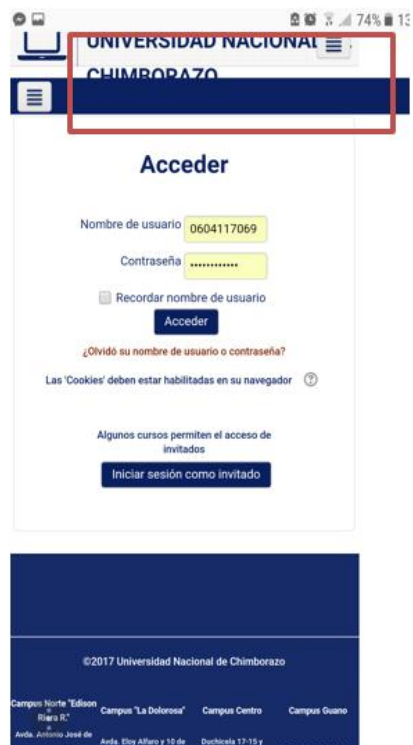 74% 13
UNIVERSIDAD NACIONAL
CHIMBORAZO
Acceder
Nombre de usuario 0604117069
Contraseña ............
Recordar nombre de usuario
Acceder
¿Olvidó su nombre de usuario o contraseña?
Las 'Cookies' deben estar habilitadas en su navegador ?
Algunos cursos permiten el acceso de
invitados
Iniciar sesión como invitado
©2017 Universidad Nacional de Chimborazo
Campus Norte "Edison
Riera R."
Campus "La Dolorosa"
Campus Centro
Campus Guano
Avda. Antonio José de
Avda. Eloy Alfaro y 10 de
Duchicela 17-15 y